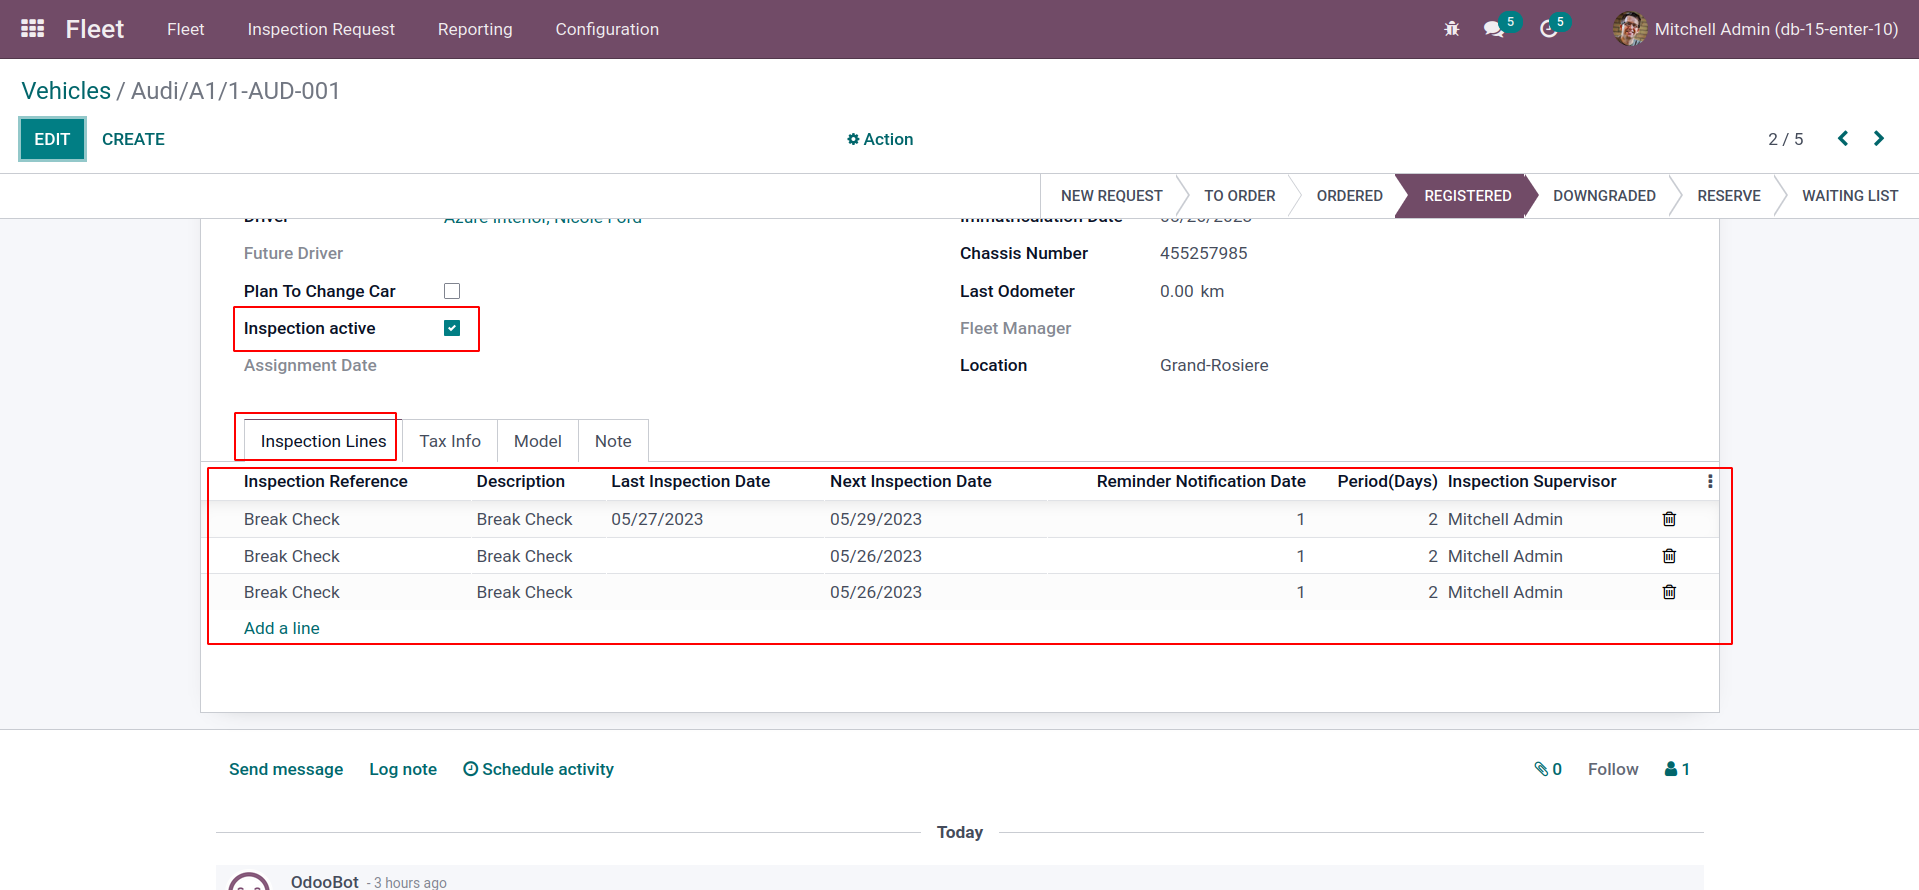 Fleet Fleet Inspection Request Reporting Configuration 5 5 Mitchell Admin (db-15-enter-10)
Vehicles / Audi/A1/1-AUD-001
EDIT CREATE Action 2 / 5
NEW REQUEST TO ORDER ORDERED REGISTERED DOWNGRADED RESERVE WAITING LIST
Driver Azure Interior, Nicole Ford Immatriculation Date
Future Driver Chassis Number 455257985
Plan To Change Car Last Odometer 0.00 km
Inspection active Fleet Manager
Assignment Date Location Grand-Rosiere
Inspection Lines Tax Info Model Note
Inspection Reference Description Last Inspection Date Next Inspection Date Reminder Notification Date Period(Days) Inspection Supervisor
Break Check Break Check 05/27/2023 05/29/2023 1 2 Mitchell Admin
Break Check Break Check 05/26/2023 1 2 Mitchell Admin
Break Check Break Check 05/26/2023 1 2 Mitchell Admin
Add a line
Send message Log note Schedule activity 0 Follow 1
Today
OdooBot - 3 hours ago